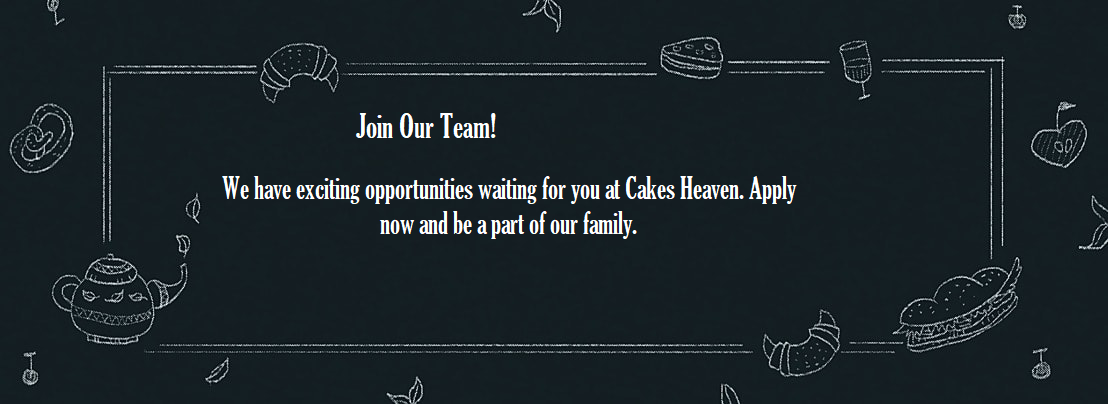 Join Our Team!
We have exciting opportunities waiting for you at Cakes Heaven. Apply
now and be a part of our family.